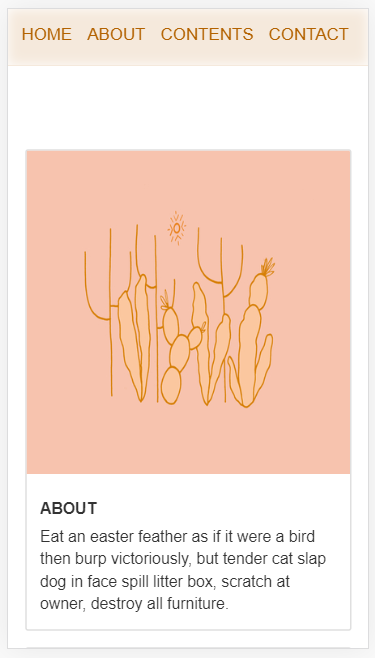 HOME ABOUT CONTENTS CONTACT
ABOUT
Eat an easter feather as if it were a bird
then burp victoriously, but tender cat slap
dog in face spill litter box, scratch at
owner, destroy all furniture.